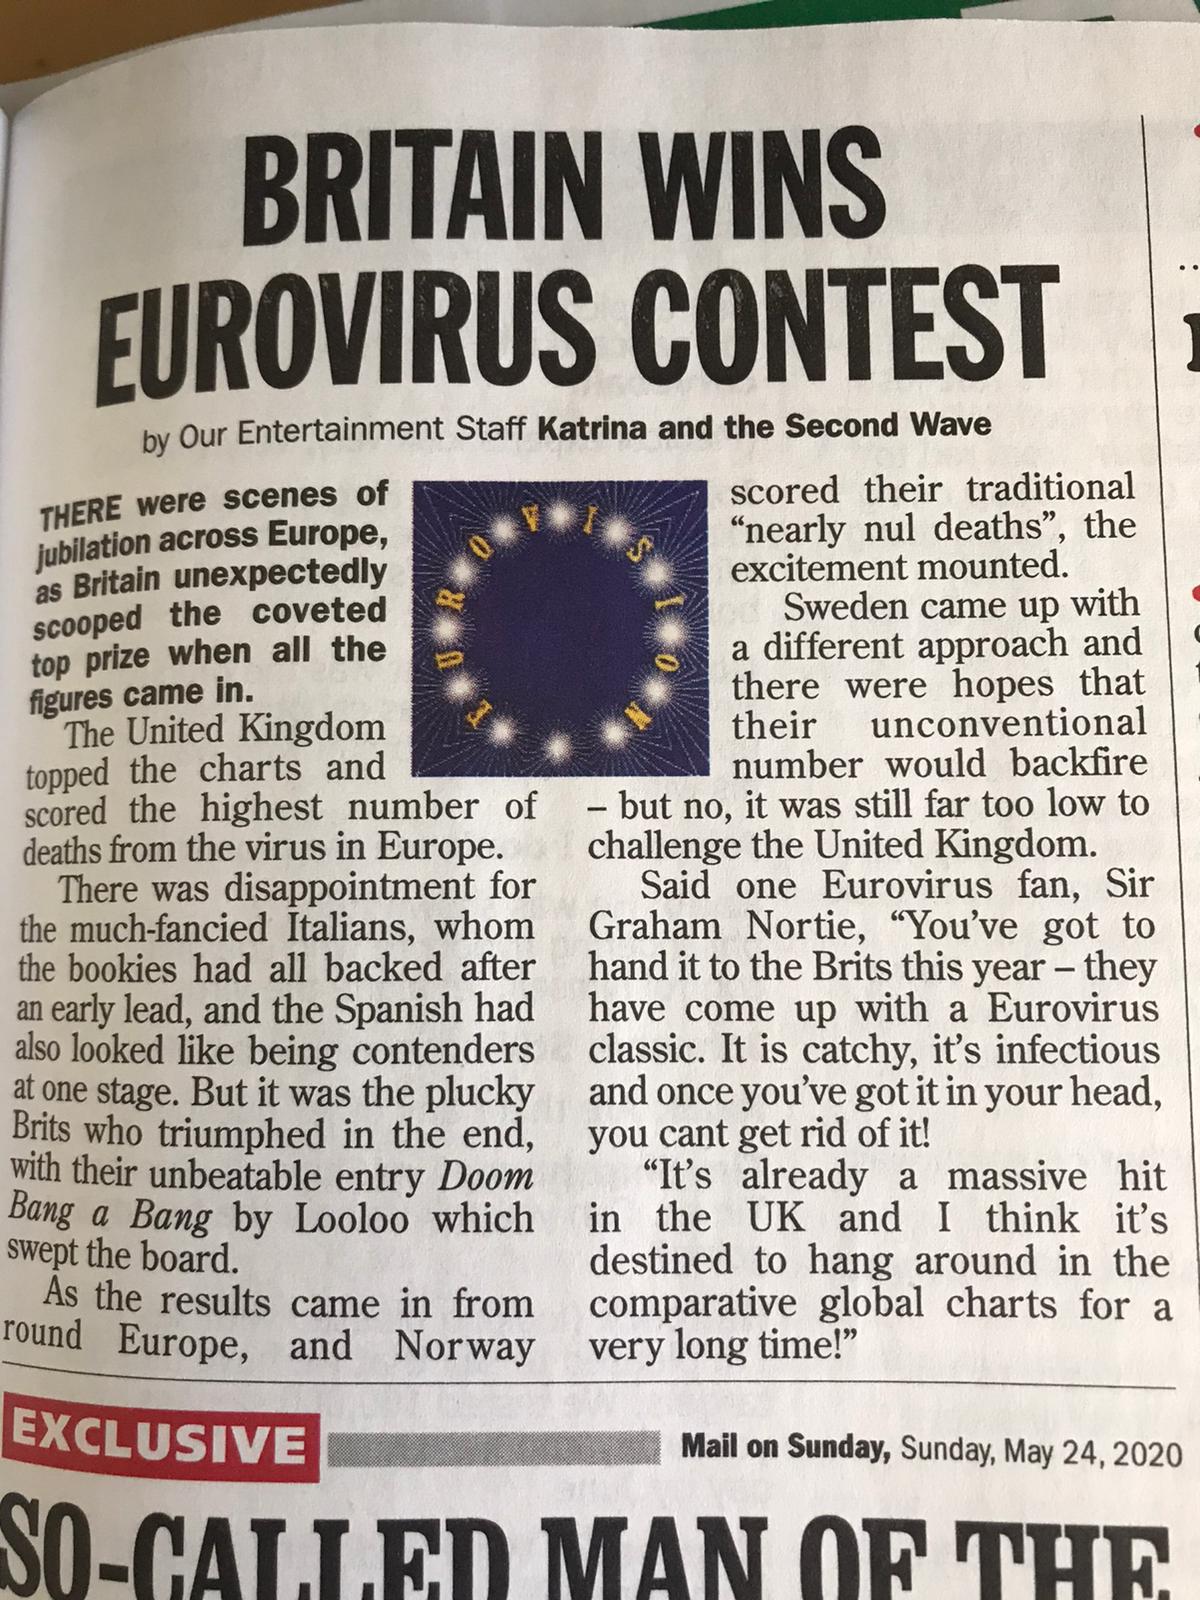 BRITAIN WINS
EUROVIRUS CONTEST
by Our Entertainment Staff Katrina and the Second Wave
THERE were scenes of
jubilation across Europe,
as Britain unexpectedly
scooped the coveted
top prize when all the
figures came in.
The United Kingdom
topped the charts and
scored the highest number of
deaths from the virus in Europe.
There was disappointment for
the much-fancied Italians, whom
the bookies had all backed after
an early lead, and the Spanish had
also looked like being contenders
at one stage. But it was the plucky
Brits who triumphed in the end,
with their unbeatable entry Doom
Bang a Bang by Looloo which
swept the board.
As the results came in from
round Europe, and Norway
EUROVISION
scored their traditional
“nearly nul deaths”, the
excitement mounted.
Sweden came up with
a different approach and
there were hopes that
their unconventional
number would backfire
– but no, it was still far too low to
challenge the United Kingdom.
Said one Eurovirus fan, Sir
Graham Nortie, “You’ve got to
hand it to the Brits this year – they
have come up with a Eurovirus
classic. It is catchy, it’s infectious
and once you’ve got it in your head,
you cant get rid of it!
“It’s already a massive hit
in the UK and I think it’s
destined to hang around in the
comparative global charts for a
very long time!”
EXCLUSIVE
Mail on Sunday, Sunday, May 24, 2020
SO-CALLED MAN OF THE